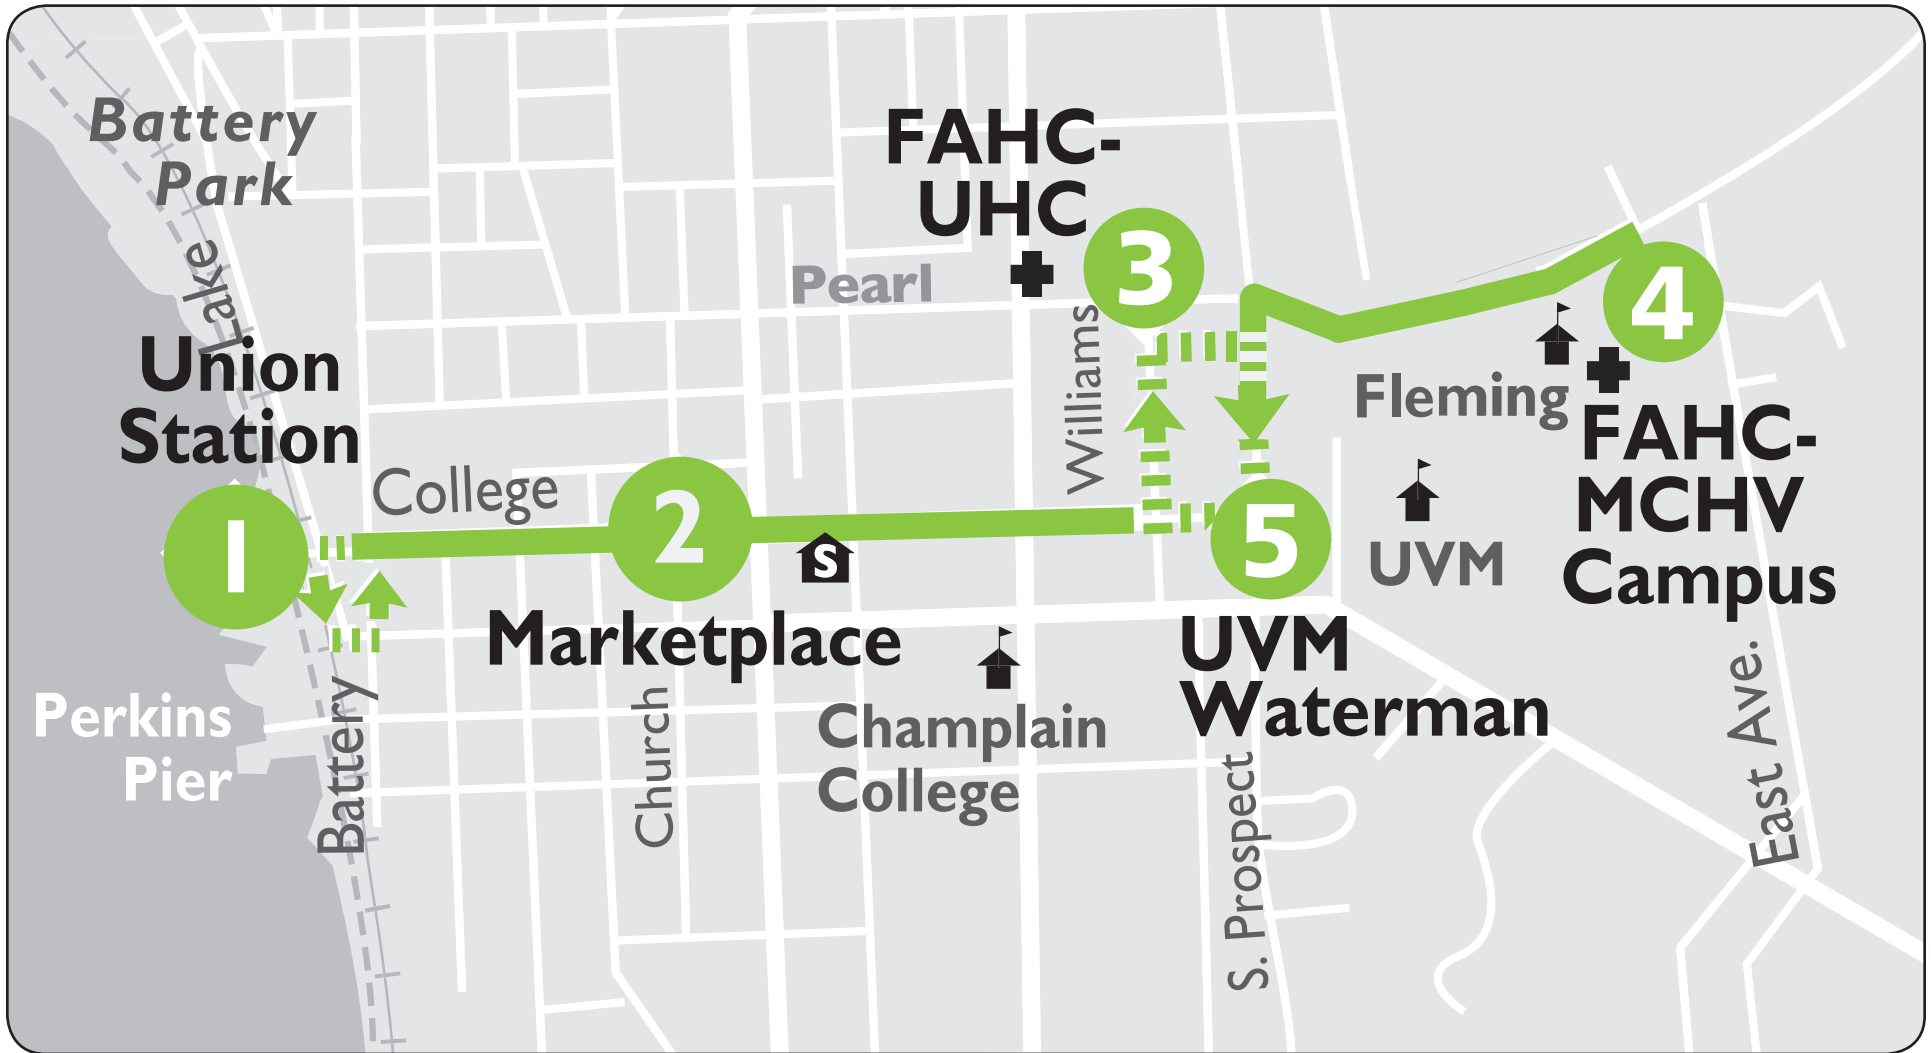 Battery
Park
Lake
Union
Station
1
College
2
S
Marketplace
Pearl
FAHC-
UHC
3
Williams
4
Fleming
FAHC-
MCHV
Campus
UVM
5
UVM
Waterman
Champlain
College
Perkins
Pier
Battery
Church
S. Prospect
East Ave.